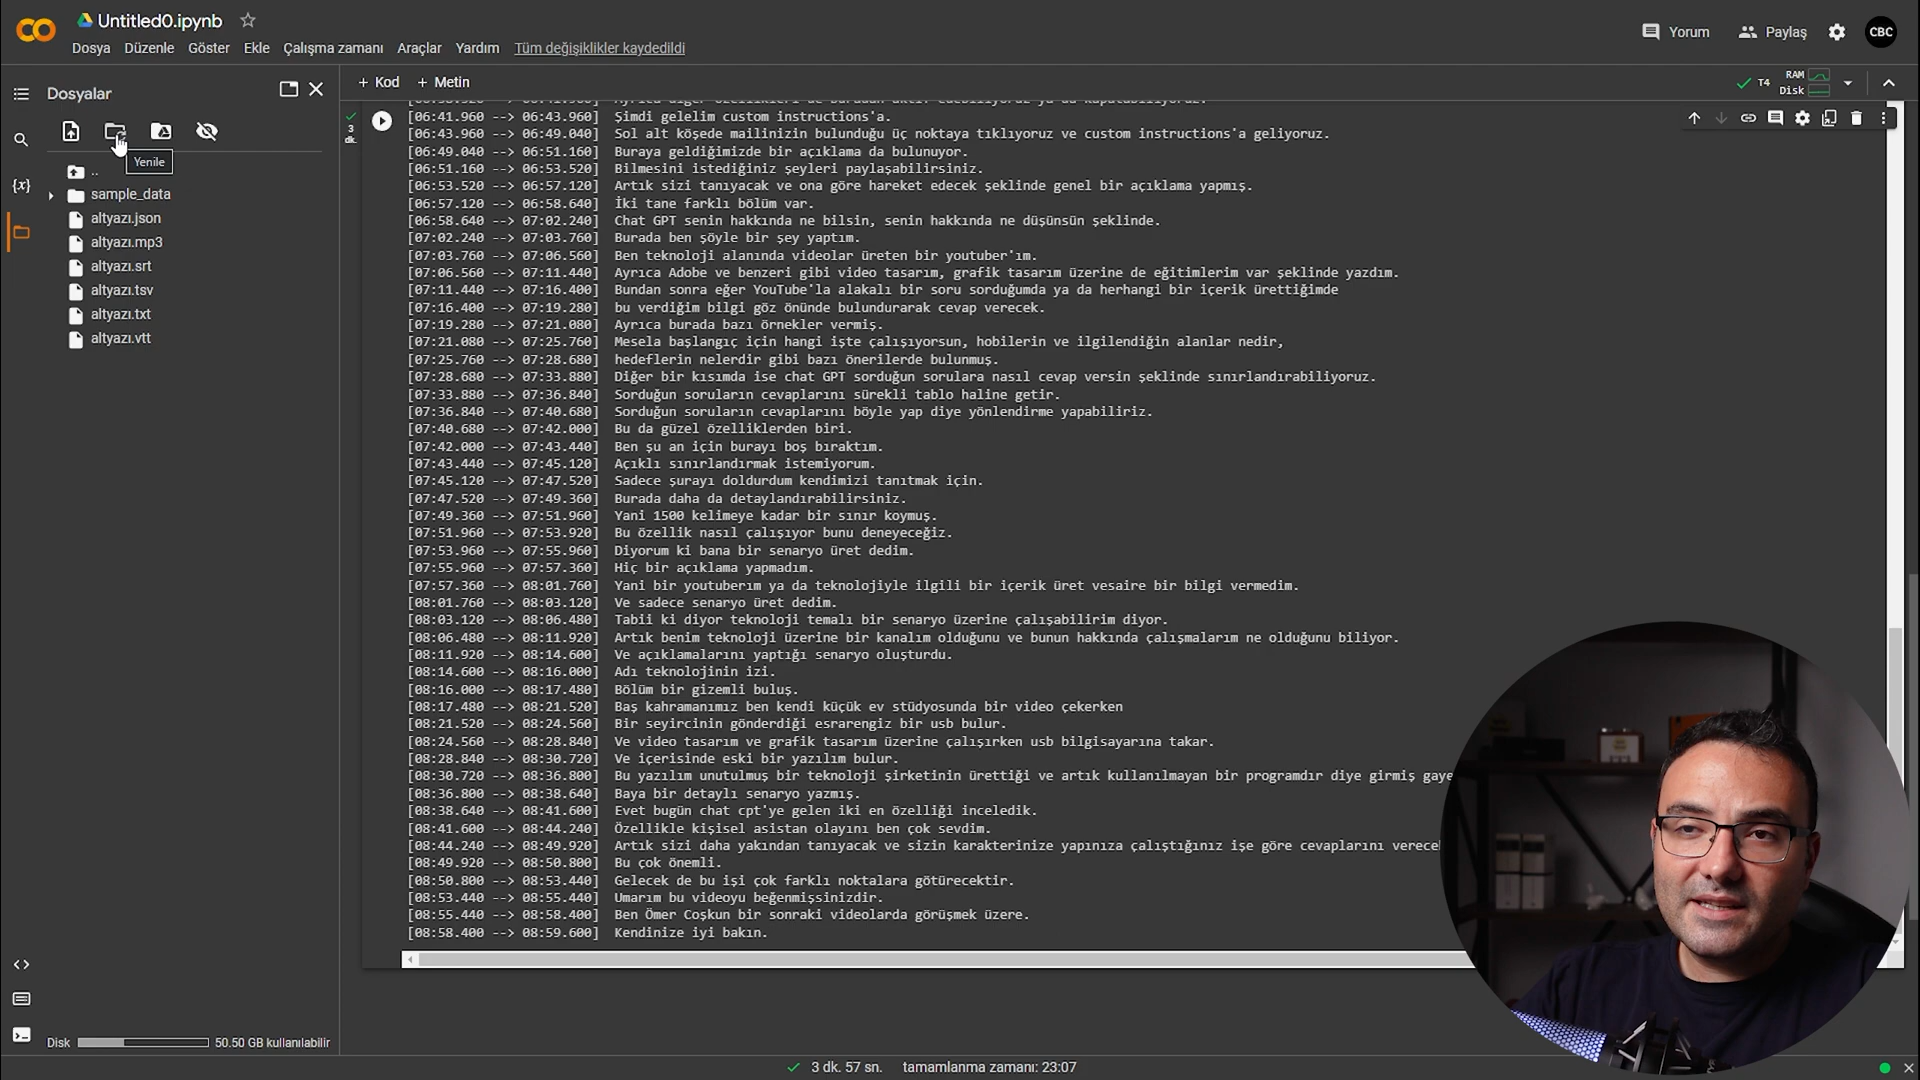 Untitled0.ipynb
Dosya Düzenle Göster Ekle Çalışma zamanı Araçlar Yardım Tüm değişiklikler kaydedildi
Yorum Paylaş CBC
Dosyalar
+ Kod + Metin
T4 RAM
Disk
Yenile
..
sample_data
altyazı.json
altyazı.mp3
altyazı.srt
altyazı.tsv
altyazı.txt
altyazı.vtt
{x}
3
dk.
[06:41.960 --> 06:43.960] Şimdi gelelim custom instructions'a.
[06:43.960 --> 06:49.040] Sol alt köşede mailinizin bulunduğu üç noktaya tıklıyoruz ve custom instructions'a geliyoruz.
[06:49.040 --> 06:51.160] Buraya geldiğimizde bir açıklama da bulunuyor.
[06:51.160 --> 06:53.520] Bilmesini istediğiniz şeyleri paylaşabilirsiniz.
[06:53.520 --> 06:57.120] Artık sizi tanıyacak ve ona göre hareket edecek şeklinde genel bir açıklama yapmış.
[06:57.120 --> 06:58.640] İki tane farklı bölüm var.
[06:58.640 --> 07:02.240] Chat GPT senin hakkında ne bilsin, senin hakkında ne düşünsün şeklinde.
[07:02.240 --> 07:03.760] Burada ben şöyle bir şey yaptım.
[07:03.760 --> 07:06.560] Ben teknoloji alanında videolar üreten bir youtuber'ım.
[07:06.560 --> 07:11.440] Ayrıca Adobe ve benzeri gibi video tasarım, grafik tasarım üzerine de eğitimlerim var şeklinde yazdım.
[07:11.440 --> 07:16.400] Bundan sonra eğer YouTube'la alakalı bir soru sorduğumda ya da herhangi bir içerik ürettiğimde
[07:16.400 --> 07:19.280] bu verdiğim bilgi göz önünde bulundurarak cevap verecek.
[07:19.280 --> 07:21.080] Ayrıca burada bazı örnekler vermiş.
[07:21.080 --> 07:25.760] Mesela başlangıç için hangi işte çalışıyorsun, hobilerin ve ilgilendiğin alanlar nedir,
[07:25.760 --> 07:28.680] hedeflerin nelerdir gibi bazı önerilerde bulunmuş.
[07:28.680 --> 07:33.880] Diğer bir kısımda ise chat GPT sorduğun sorulara nasıl cevap versin şeklinde sınırlandırabiliyoruz.
[07:33.880 --> 07:36.840] Sorduğun soruların cevaplarını sürekli tablo haline getir.
[07:36.840 --> 07:40.680] Sorduğun soruların cevaplarını böyle yap diye yönlendirme yapabiliriz.
[07:40.680 --> 07:42.000] Bu da güzel özelliklerden biri.
[07:42.000 --> 07:43.440] Ben şu an için burayı boş bıraktım.
[07:43.440 --> 07:45.120] Açıklı sınırlandırmak istemiyorum.
[07:45.120 --> 07:47.520] Sadece şurayı doldurdum kendimizi tanıtmak için.
[07:47.520 --> 07:49.360] Burada daha da detaylandırabilirsiniz.
[07:49.360 --> 07:51.960] Yani 1500 kelimeye kadar bir sınır koymuş.
[07:51.960 --> 07:53.920] Bu özellik nasıl çalışıyor bunu deneyeceğiz.
[07:53.960 --> 07:55.960] Diyorum ki bana bir senaryo üret dedim.
[07:55.960 --> 07:57.360] Hiç bir açıklama yapmadım.
[07:57.360 --> 08:01.760] Yani bir youtuberım ya da teknolojiyle ilgili bir içerik üret vesaire bir bilgi vermedim.
[08:01.760 --> 08:03.120] Ve sadece senaryo üret dedim.
[08:03.120 --> 08:06.480] Tabii ki diyor teknoloji temalı bir senaryo üzerine çalışabilirim diyor.
[08:06.480 --> 08:11.920] Artık benim teknoloji üzerine bir kanalım olduğunu ve bunun hakkında çalışmalarım ne olduğunu biliyor.
[08:11.920 --> 08:14.600] Ve açıklamalarını yaptığı senaryo oluşturdu.
[08:14.600 --> 08:16.000] Adı teknolojinin izi.
[08:16.000 --> 08:17.480] Bölüm bir gizemli buluş.
[08:17.480 --> 08:21.520] Baş kahramanımız ben kendi küçük ev stüdyosunda bir video çekerken
[08:21.520 --> 08:24.560] Bir seyircinin gönderdiği esrarengiz bir usb bulur.
[08:24.560 --> 08:28.840] Ve video tasarım ve grafik tasarım üzerine çalışırken usb bilgisayarına takar.
[08:28.840 --> 08:30.720] Ve içerisinde eski bir yazılım bulur.
[08:30.720 --> 08:36.800] Bu yazılım unutulmuş bir teknoloji şirketinin ürettiği ve artık kullanılmayan bir programdır diye girmiş gaye
[08:36.800 --> 08:38.640] Baya bir detaylı senaryo yazmış.
[08:38.640 --> 08:41.600] Evet bugün chat cpt'ye gelen iki en özelliği inceledik.
[08:41.600 --> 08:44.240] Özellikle kişisel asistan olayını ben çok sevdim.
[08:44.240 --> 08:49.920] Artık sizi daha yakından tanıyacak ve sizin karakterinize yapınıza çalıştığınız işe göre cevaplarını verecek
[08:49.920 --> 08:50.800] Bu çok önemli.
[08:50.800 --> 08:53.440] Gelecek de bu işi çok farklı noktalara götürecektir.
[08:53.440 --> 08:55.440] Umarım bu videoyu beğenmişsinizdir.
[08:55.440 --> 08:58.400] Ben Ömer Coşkun bir sonraki videolarda görüşmek üzere.
[08:58.400 --> 08:59.600] Kendinize iyi bakın.
Disk 50.50 GB kullanılabilir
3 dk. 57 sn. tamamlanma zamanı: 23:07